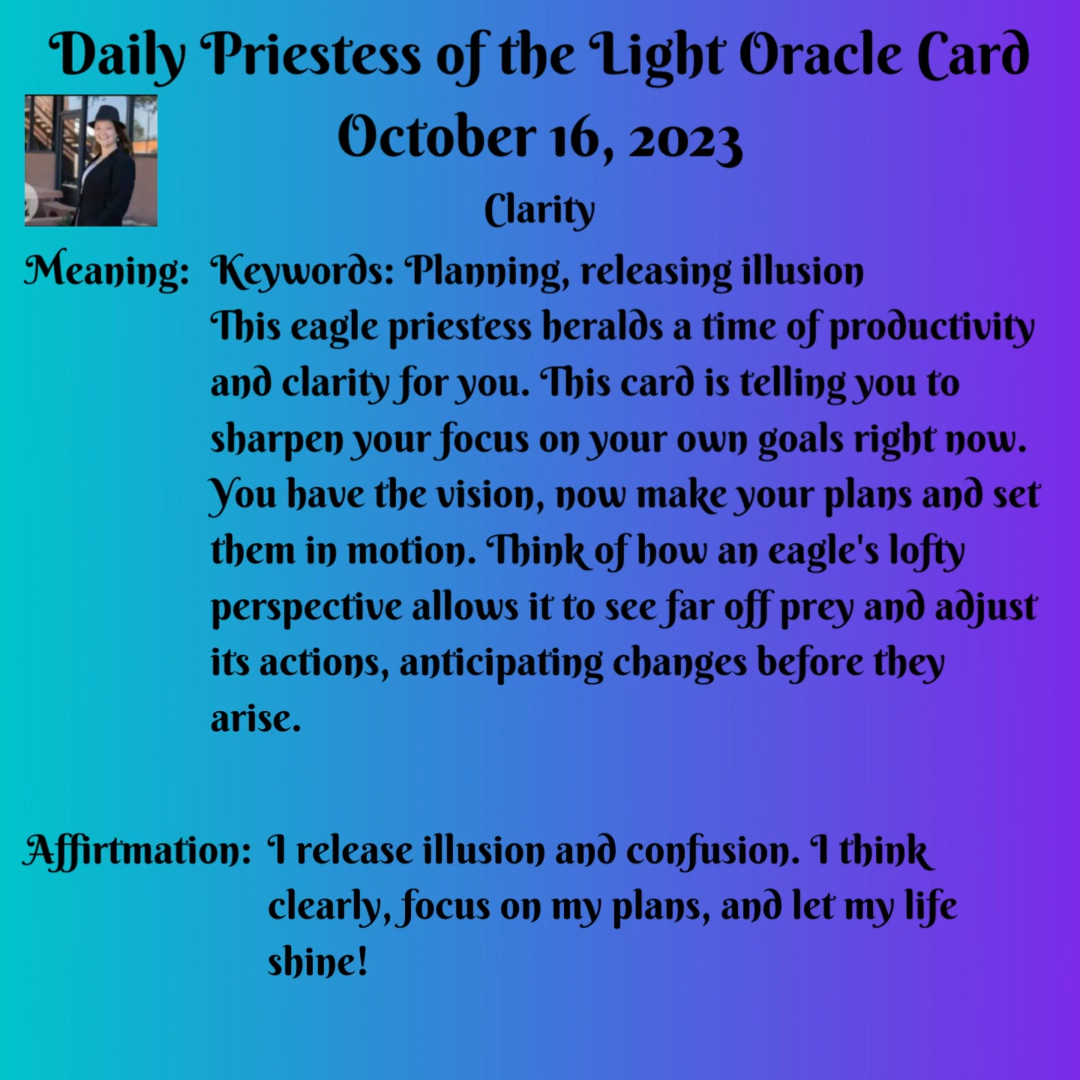 Daily Priestess of the Light Oracle Card
October 16, 2023
Clarity
Meaning: Keywords: Planning, releasing illusion
This eagle priestess heralds a time of productivity
and clarity for you. This card is telling you to
sharpen your focus on your own goals right now.
You have the vision, now make your plans and set
them in motion. Think of how an eagle's lofty
perspective allows it to see far off prey and adjust
its actions, anticipating changes before they
arise.
Affirtmation: I release illusion and confusion. I think
clearly, focus on my plans, and let my life
shine!